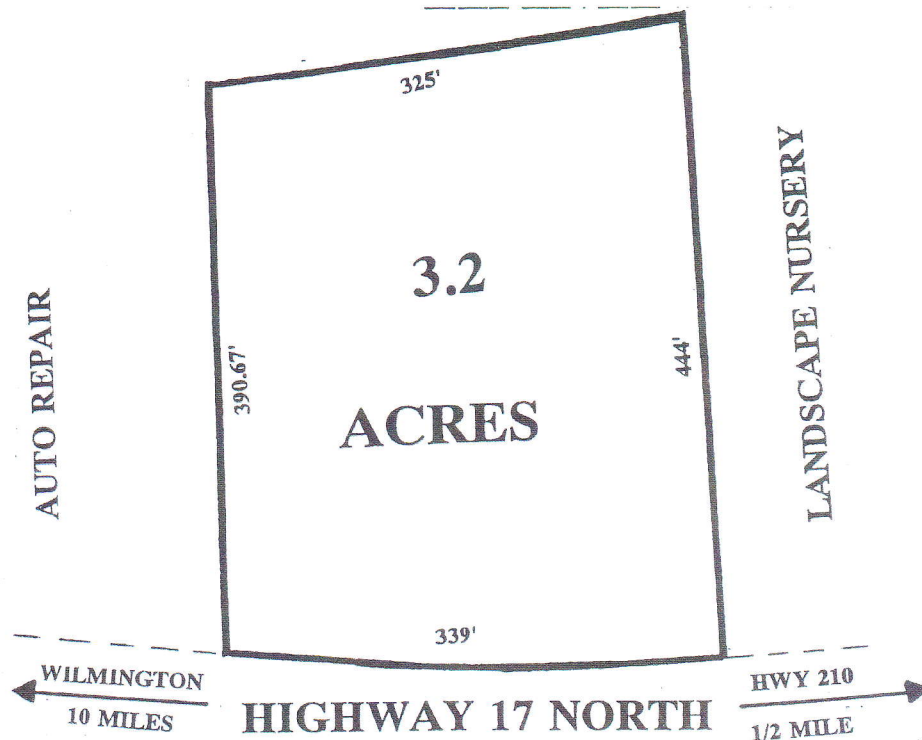 325'
3.2
ACRES
390.67'
444'
AUTO REPAIR
LANDSCAPE NURSERY
339'
WILMINGTON
10 MILES
HIGHWAY 17 NORTH
HWY 210
1/2 MILE